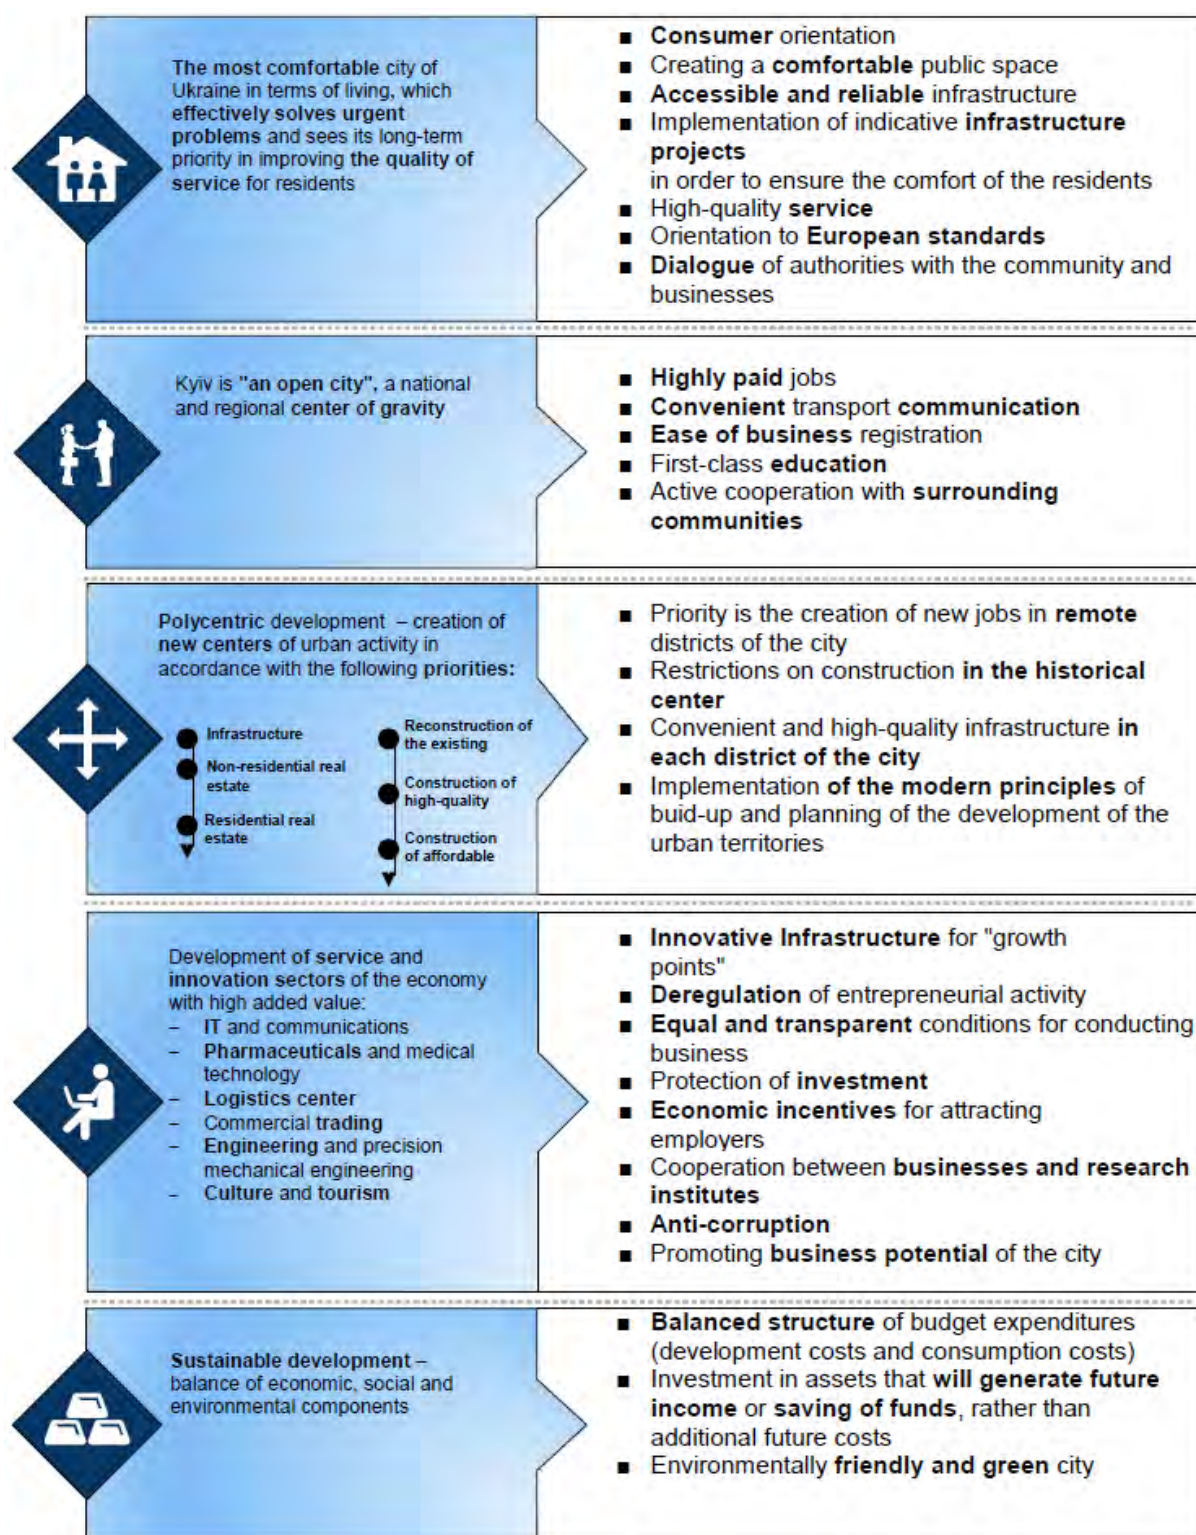 The most comfortable city of
Ukraine in terms of living, which
effectively solves urgent
problems and sees its long-term
priority in improving the quality of
service for residents
■ Consumer orientation
■ Creating a comfortable public space
■ Accessible and reliable infrastructure
■ Implementation of indicative infrastructure
projects
in order to ensure the comfort of the residents
■ High-quality service
■ Orientation to European standards
■ Dialogue of authorities with the community and
businesses
Kyiv is "an open city", a national
and regional center of gravity
■ Highly paid jobs
■ Convenient transport communication
■ Ease of business registration
■ First-class education
■ Active cooperation with surrounding
communities
Polycentric development – creation of
new centers of urban activity in
accordance with the following priorities:
Infrastructure
Non-residential real
estate
Residential real
estate
Reconstruction of
the existing
Construction of
high-quality
Construction
of affordable
■ Priority is the creation of new jobs in remote
districts of the city
■ Restrictions on construction in the historical
center
■ Convenient and high-quality infrastructure in
each district of the city
■ Implementation of the modern principles of
buid-up and planning of the development of the
urban territories
Development of service and
innovation sectors of the economy
with high added value:
– IT and communications
– Pharmaceuticals and medical
technology
– Logistics center
– Commercial trading
– Engineering and precision
mechanical engineering
– Culture and tourism
■ Innovative Infrastructure for "growth
points"
■ Deregulation of entrepreneurial activity
■ Equal and transparent conditions for conducting
business
■ Protection of investment
■ Economic incentives for attracting
employers
■ Cooperation between businesses and research
institutes
■ Anti-corruption
■ Promoting business potential of the city
Sustainable development –
balance of economic, social and
environmental components
■ Balanced structure of budget expenditures
(development costs and consumption costs)
■ Investment in assets that will generate future
income or saving of funds, rather than
additional future costs
■ Environmentally friendly and green city